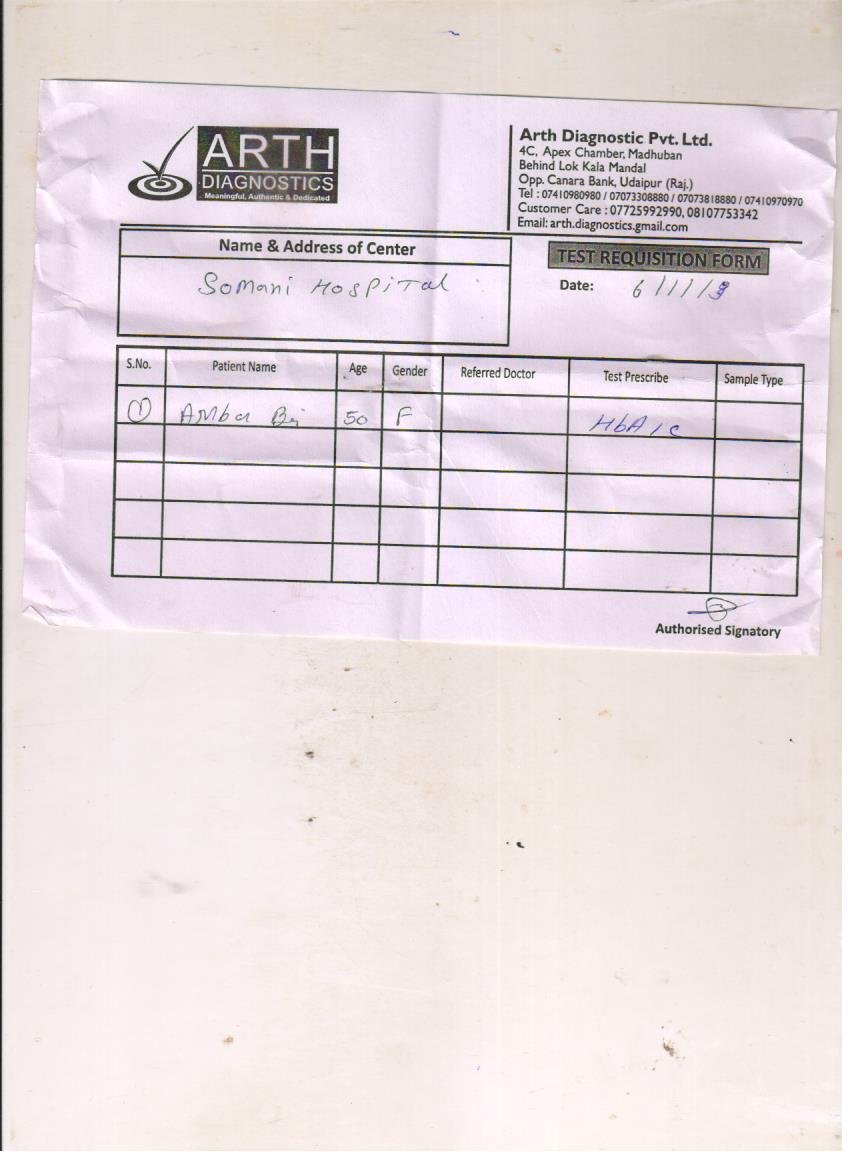 ARTH
DIAGNOSTICS
Meaningful, Authentic & Dedicated
Arth Diagnostic Pvt. Ltd.
4C, Apex Chamber, Madhuban
Behind Lok Kala Mandal
Opp. Canara Bank, Udaipur (Raj.)
Tel : 07410980980 / 07073308880 / 07073818880 / 07410970970
Customer Care : 07725992990, 08107753342
Email: arth.diagnostics.gmail.com
Name & Address of Center
Somani Hospital
TEST REQUISITION FORM
Date:
S.No. Patient Name Age Gender Referred Doctor Test Prescribe Sample Type
1 Amba Bi 50 F HbA1c
Authorised Signatory